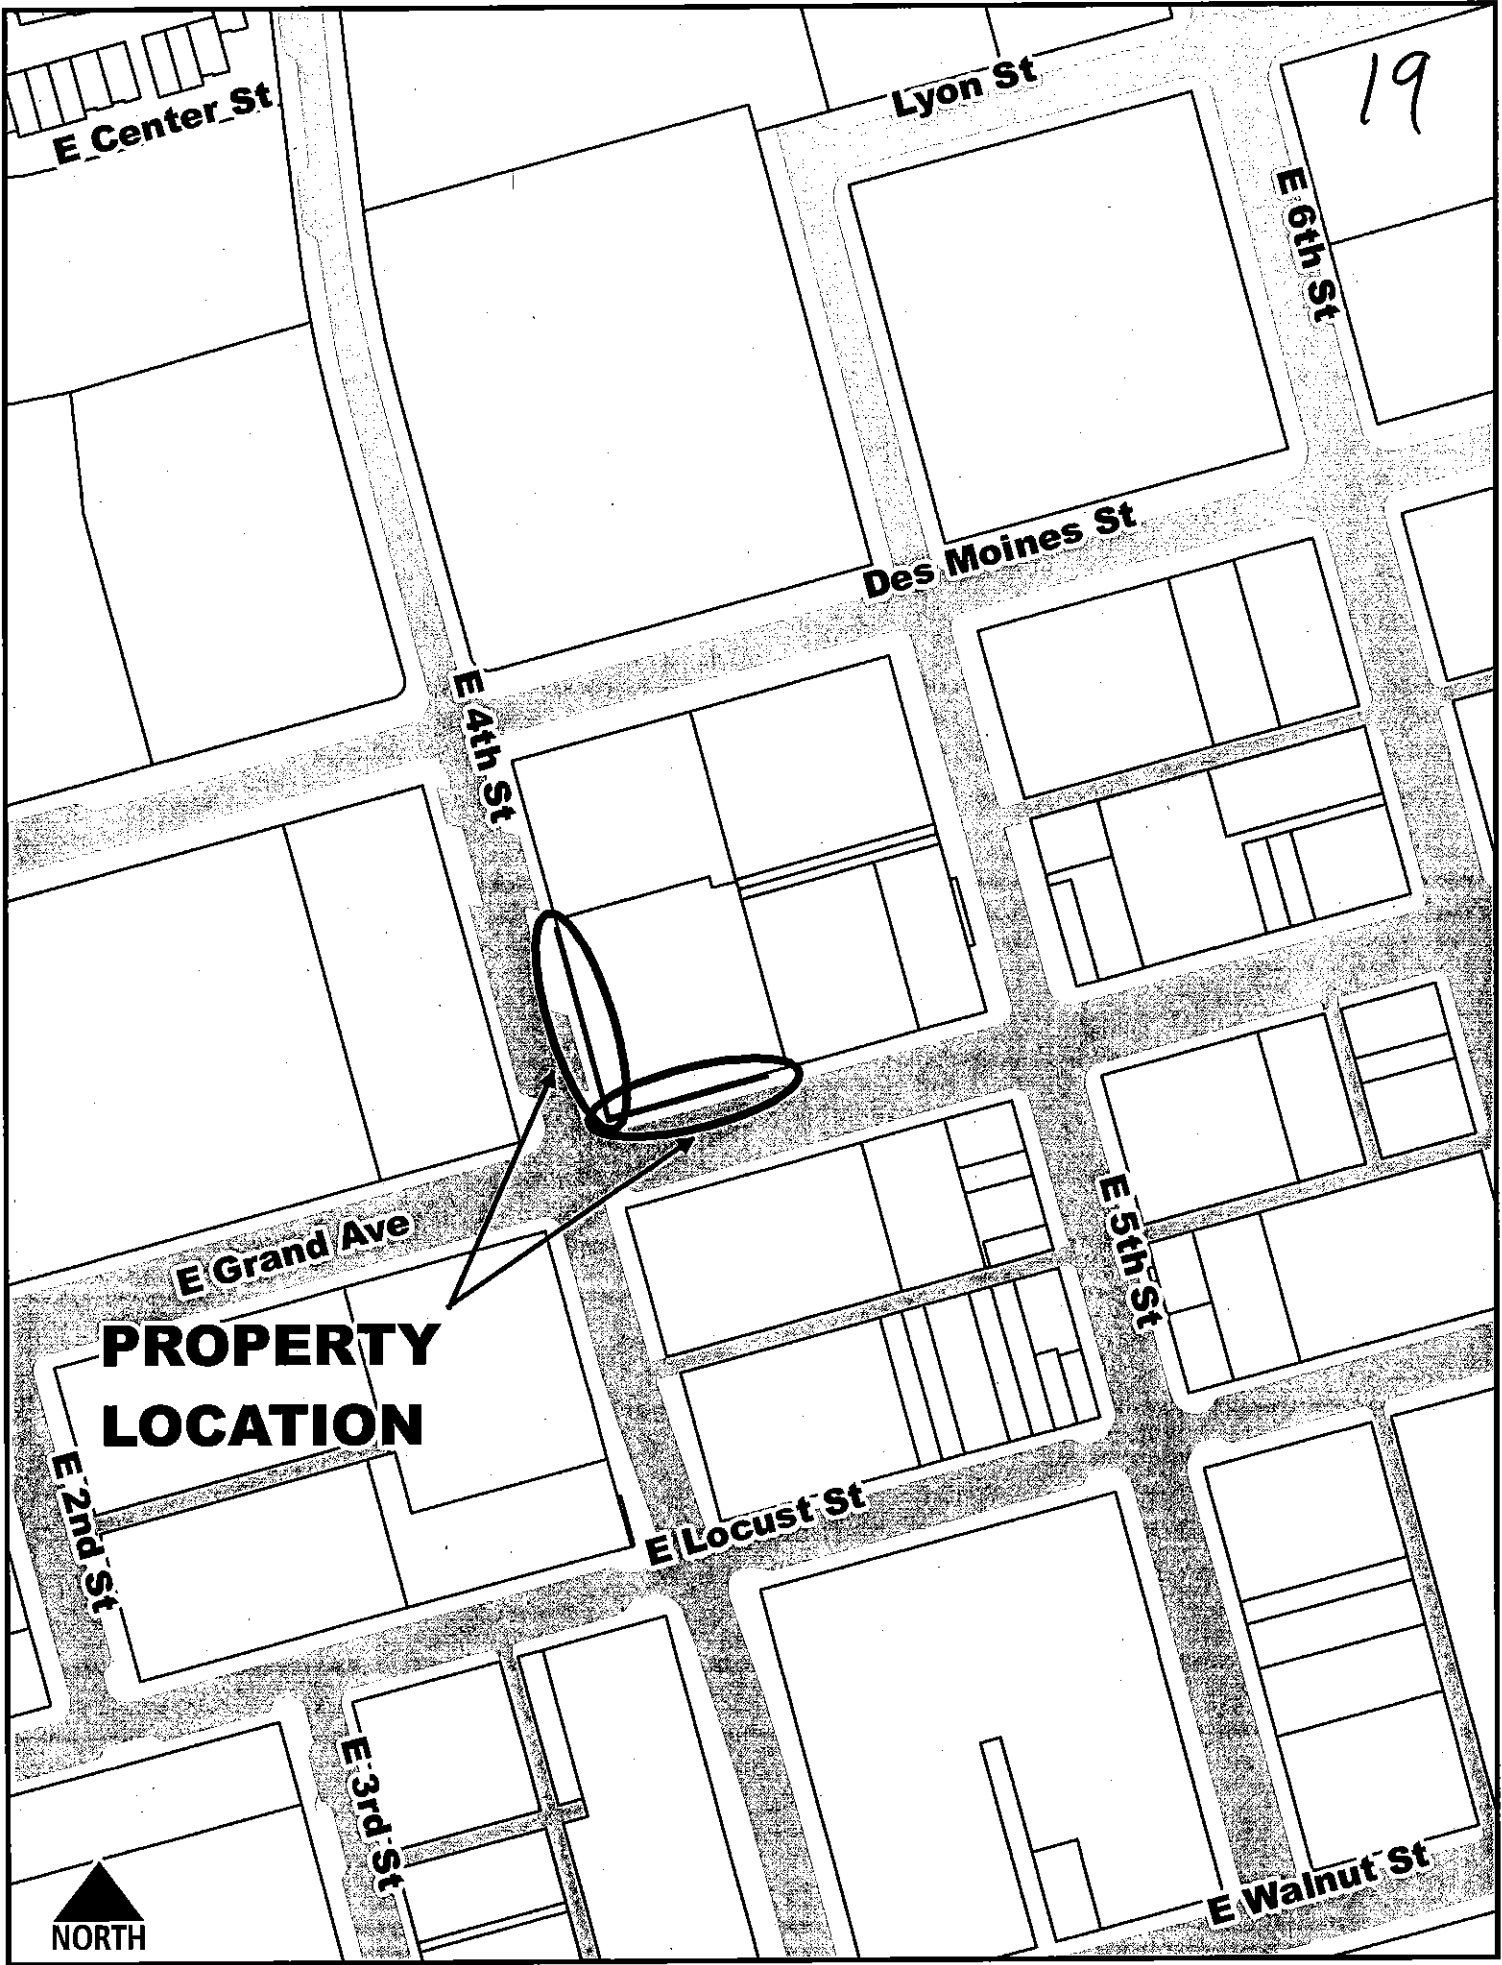 19
Lyon St
E Center St
E 6th St
Des Moines St
E 4th St
E Grand Ave
E 5th St
PROPERTY
LOCATION
E 2nd St
E Locust St
E 3rd St
E Walnut St
NORTH